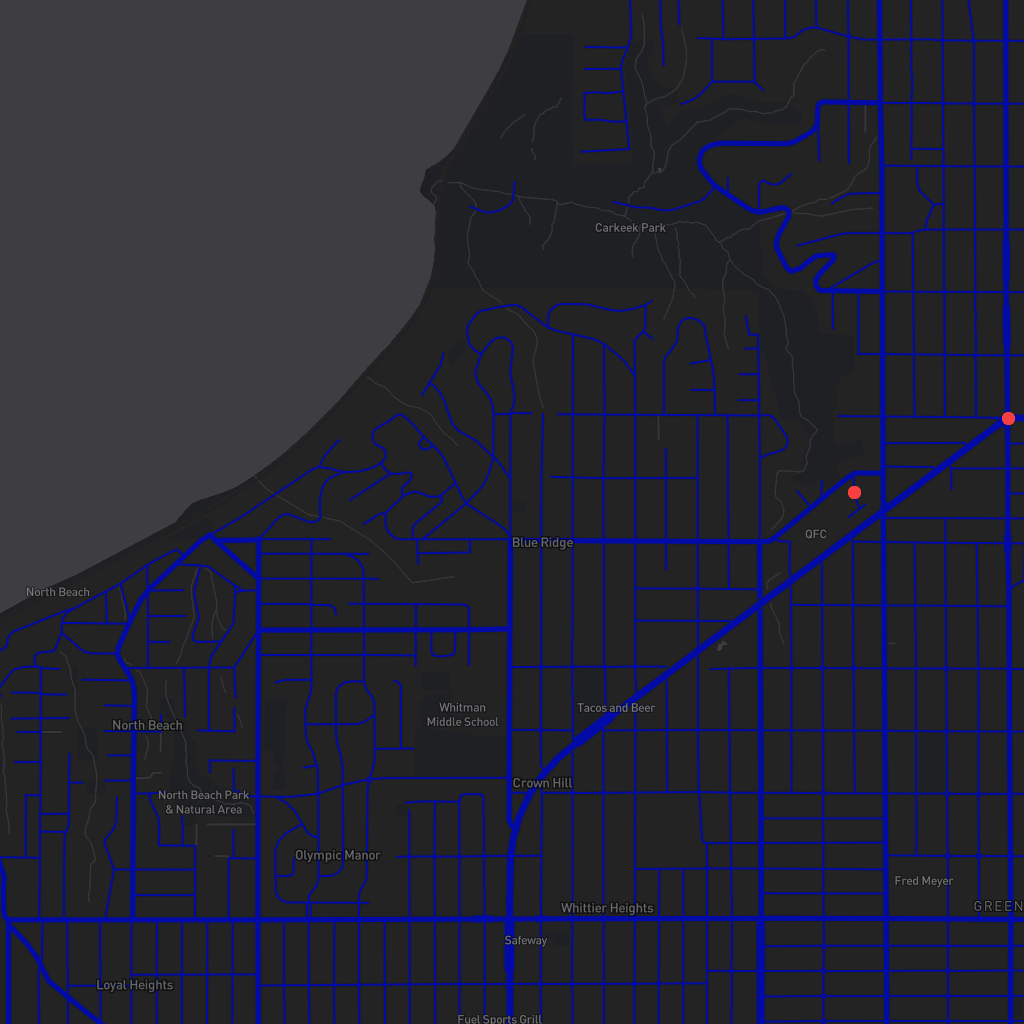 Carkeek Park
QFC
Blue Ridge
North Beach
Whitman
Middle School
Tacos and Beer
North Beach
Crown Hill
North Beach Park
& Natural Area
Olympic Manor
Fred Meyer
Whittier Heights
GREEN
Safeway
Loyal Heights
Fuel Sports Grill